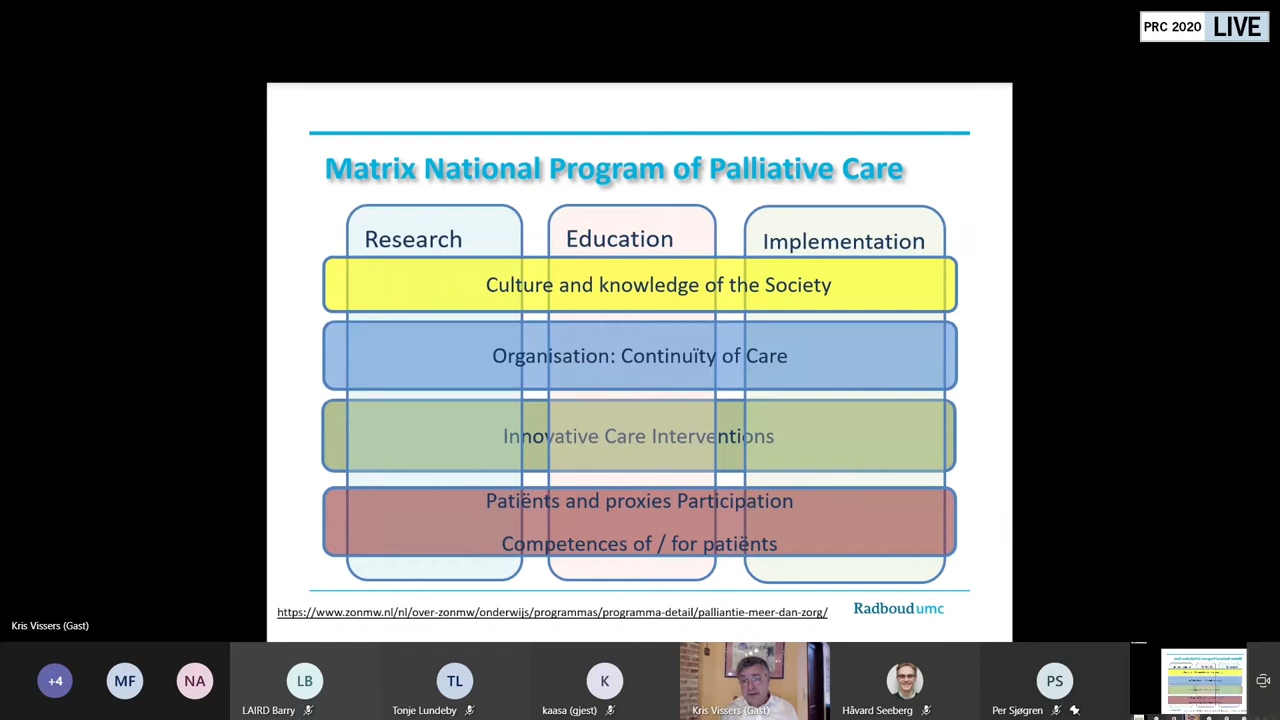 PRC 2020 LIVE
Matrix National Program of Palliative Care
Research
Education
Implementation
Culture and knowledge of the Society
Organisation: Continuïty of Care
Innovative Care Interventions
Patiënts and proxies Participation
Competences of / for patiënts
https://www.zonmw.nl/nl/over-zonmw/onderwijs/programmas/programma-detail/palliantie-meer-dan-zorg/
Radboudumc
Kris Vissers (Gast)
+4
MF
NA
LB
TL
K
PS
LAIRD Barry
Tonje Lundeby
kaasa (gjest)
Kris Vissers (Gast)
Håvard Seeberg
Per Sjøgren